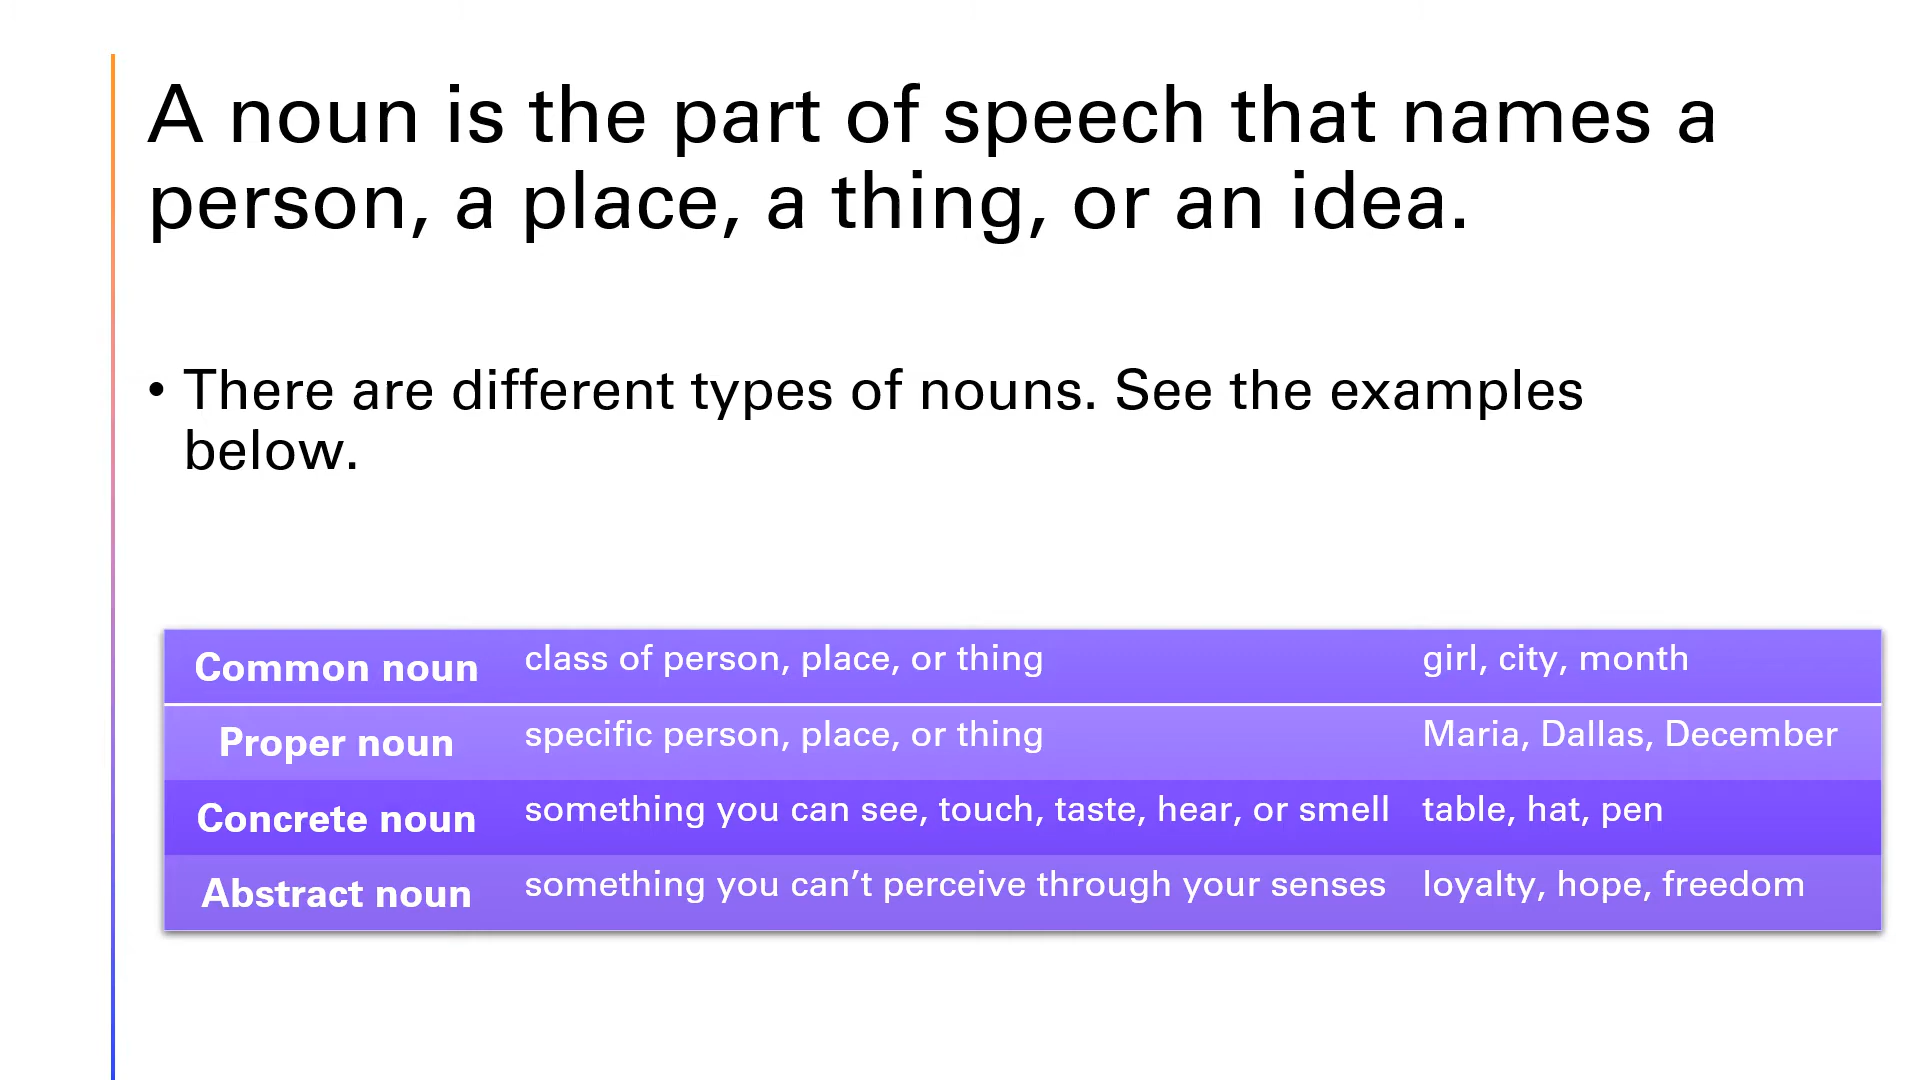 A noun is the part of speech that names a
person, a place, a thing, or an idea.
• There are different types of nouns. See the examples
below.
Common noun class of person, place, or thing girl, city, month
Proper noun specific person, place, or thing Maria, Dallas, December
Concrete noun something you can see, touch, taste, hear, or smell table, hat, pen
Abstract noun something you can’t perceive through your senses loyalty, hope, freedom